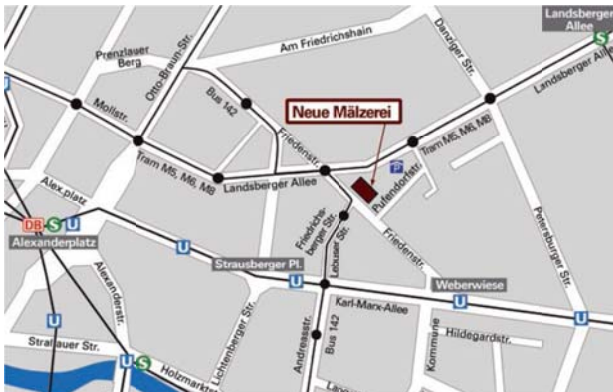 Landsberger
Allee
S
Prenzlauer
Berg
Otto-Braun-Str.
Am Friedrichshain
Danziger Str.
Landsberger Allee
U
Mollstr.
Bus 142
Neue Mälzerei
Friedenstr.
Tram M5, M6, M8
Tram M5, M6, M8
Landsberger Allee
P
Pufendorfstr.
Alex.platz
DB S U
Alexanderplatz
U
Friedrichs-
berger Str.
Lebuser Str.
Friedenstr.
Petersburger Str.
Strausberger Pl.
U
Weberwiese
U
Karl-Marx-Allee
U
Alexanderstr.
U
Strallauer Str.
U S
Holzmarkts
Lichtenberger Str.
Andreasstr.
Bus 142
Kommune
Hildegardstr.